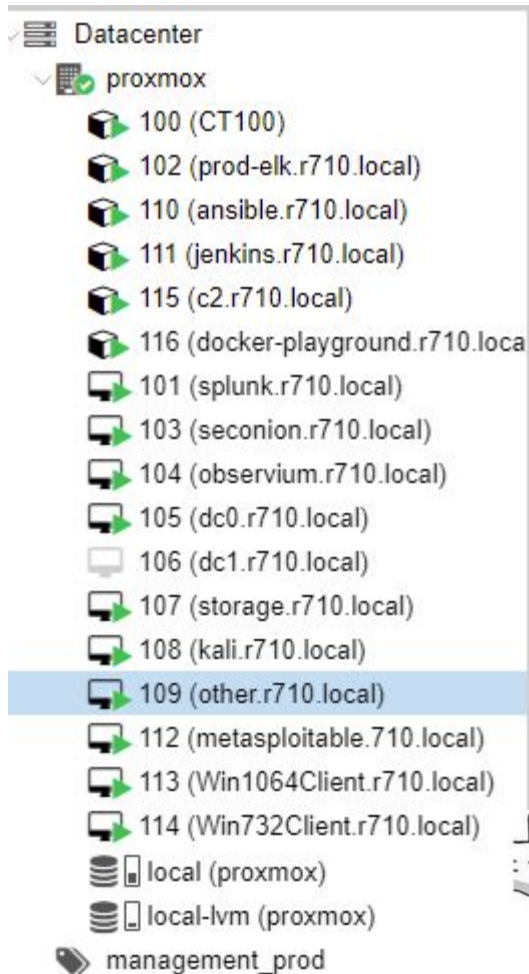 Datacenter
proxmox
100 (CT100)
102 (prod-elk.r710.local)
110 (ansible.r710.local)
111 (jenkins.r710.local)
115 (c2.r710.local)
116 (docker-playground.r710.loca
101 (splunk.r710.local)
103 (seconion.r710.local)
104 (observium.r710.local)
105 (dc0.r710.local)
106 (dc1.r710.local)
107 (storage.r710.local)
108 (kali.r710.local)
109 (other.r710.local)
112 (metasploitable.710.local)
113 (Win1064Client.r710.local)
114 (Win732Client.r710.local)
local (proxmox)
local-lvm (proxmox)
management_prod